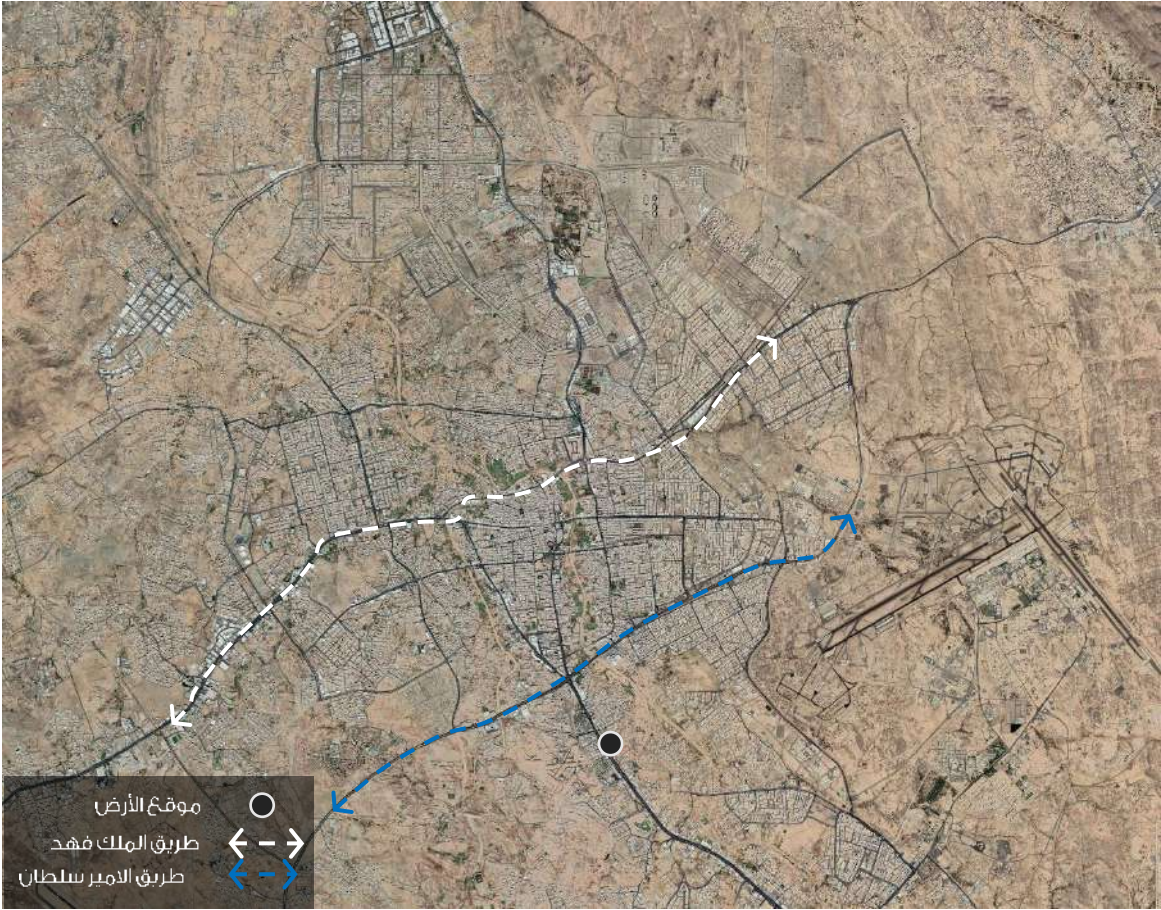 موقع الأرض
طريق الملك فهد
طريق الامير سلطان